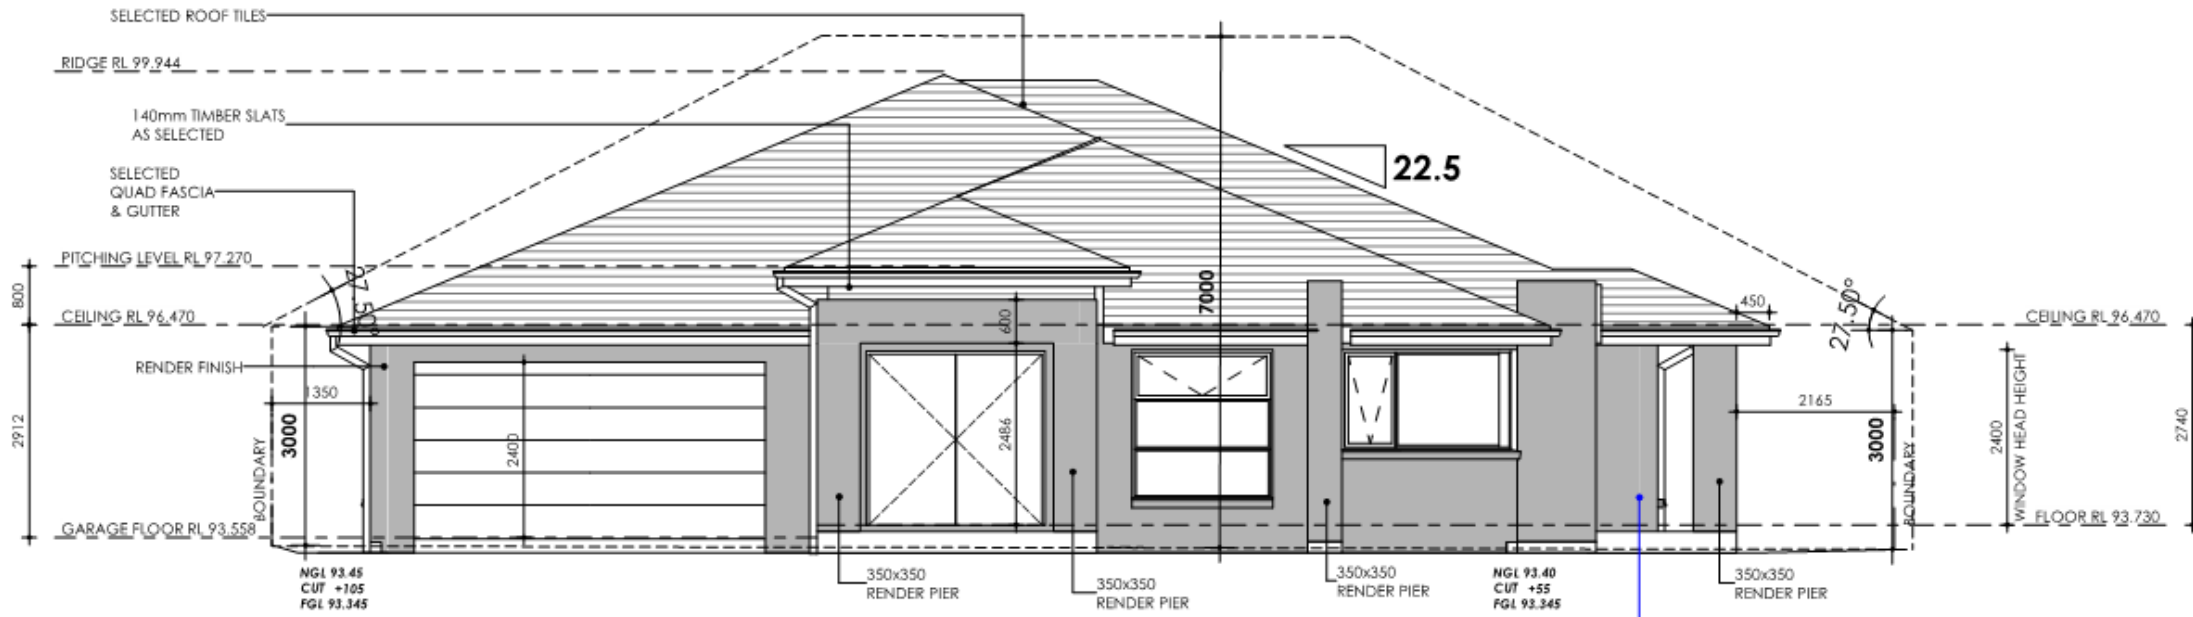 SELECTED ROOF TILES
RIDGE RL 99.944
140mm TIMBER SLATS
AS SELECTED
22.5
SELECTED
QUAD FASCIA
& GUTTER
PITCHING LEVEL RL 97.270
27.50°
7000
27.50°
800
450
CEILING RL 96.470
CEILING RL 96.470
600
RENDER FINISH
1350
2165
2912
3000
2400
2486
3000
2400
WINDOW HEAD HEIGHT
2740
BOUNDARY
BOUNDARY
GARAGE FLOOR RL 93.558
FLOOR RL 93.730
NGL 93.45
CUT +105
FGL 93.345
350x350
RENDER PIER
350x350
RENDER PIER
350x350
RENDER PIER
NGL 93.40
CUT +55
FGL 93.345
350x350
RENDER PIER